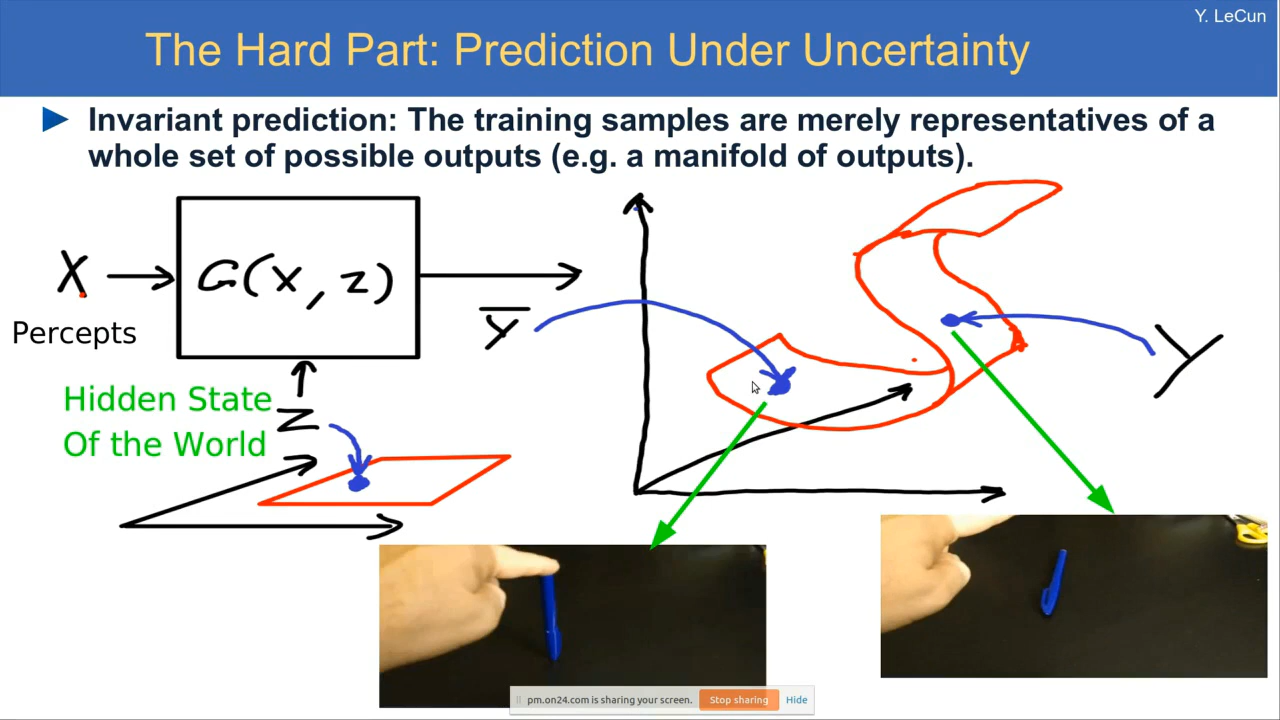 Y. LeCun
The Hard Part: Prediction Under Uncertainty
Invariant prediction: The training samples are merely representatives of a
whole set of possible outputs (e.g. a manifold of outputs).
X
G(X, Z)
Y̅
Y
Percepts
Hidden State
Of the World
Z
pm.on24.com is sharing your screen.
Stop sharing
Hide